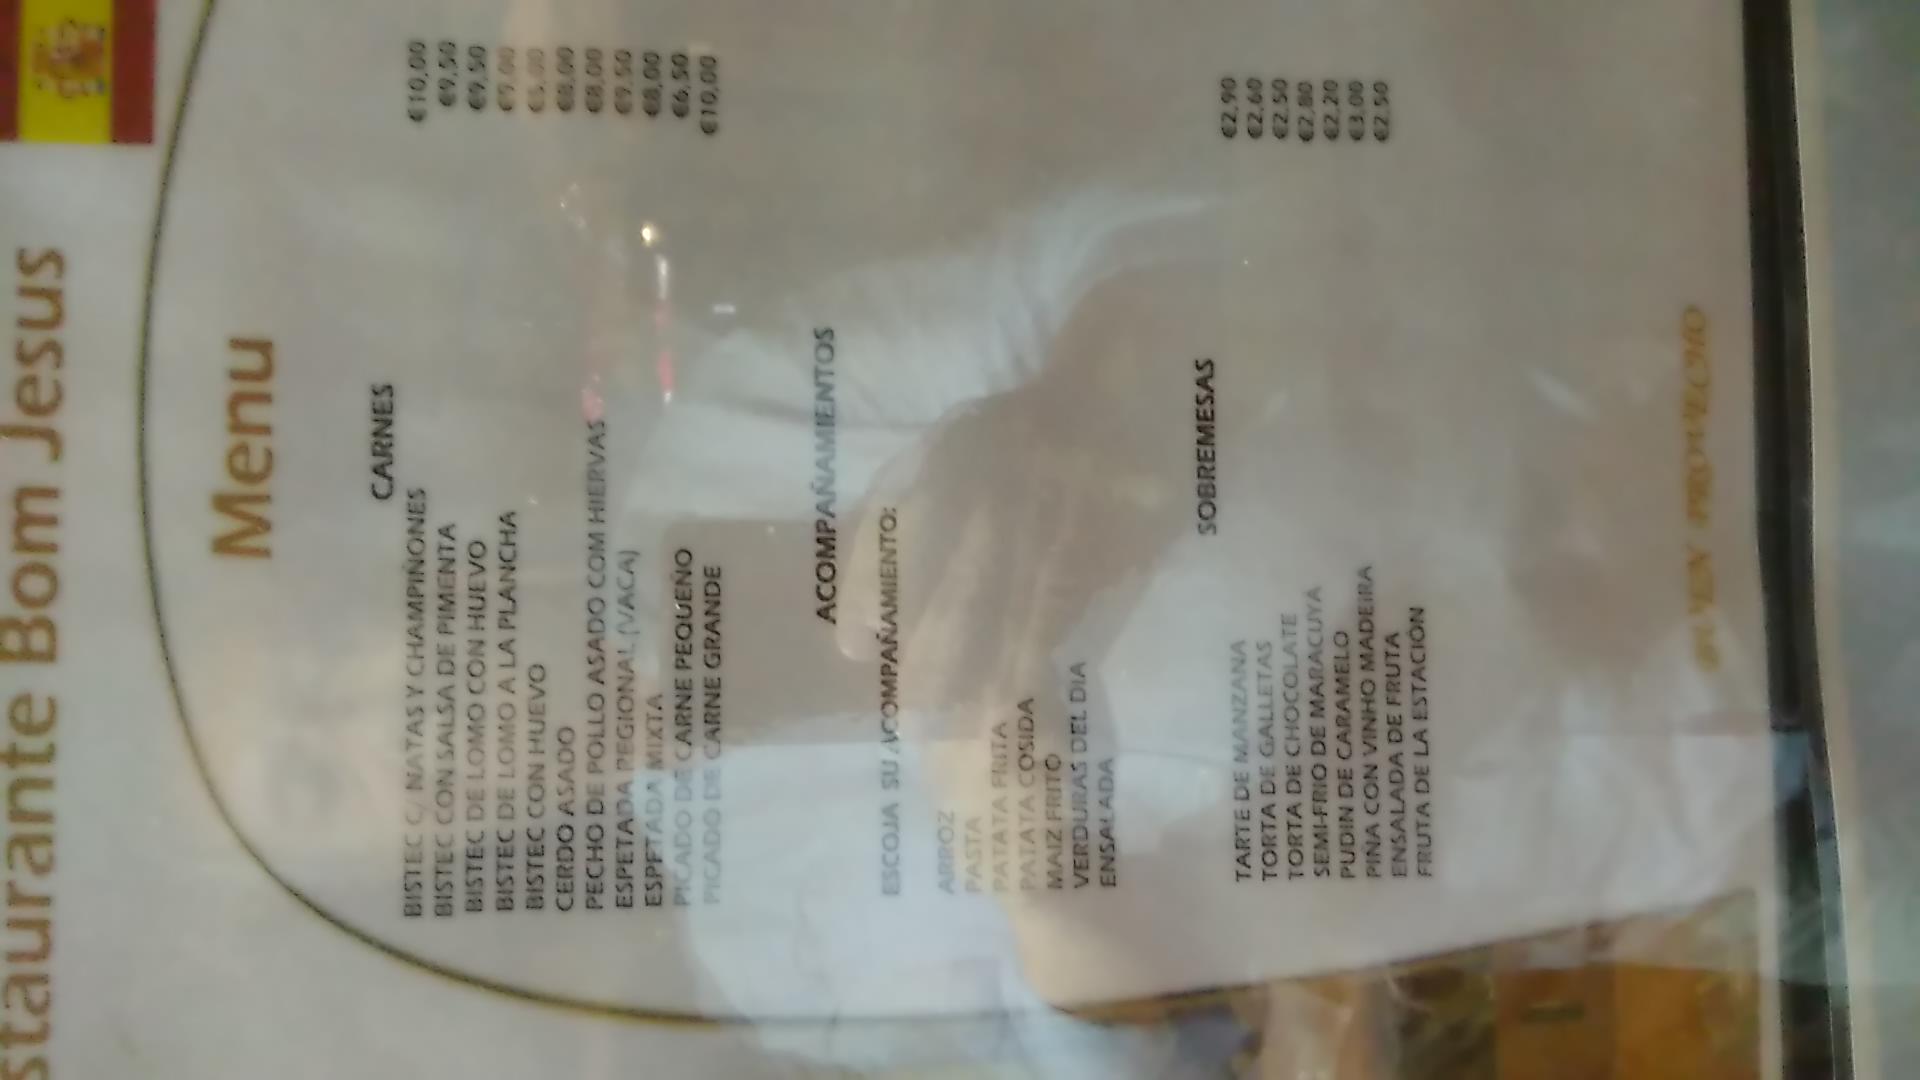 staurante Bom Jesus
Menu
CARNES
BISTEC C/ NATAS Y CHAMPIÑONES €10,00
BISTEC CON SALSA DE PIMIENTA €9,50
BISTEC DE LOMO CON HUEVO €9,50
BISTEC DE LOMO A LA PLANCHA €9,00
BISTEC CON HUEVO
CERDO ASADO €8,00
PECHO DE POLLO ASADO COM HIERVAS €8,00
ESPETADA REGIONAL (VACA) €9,50
ESPETADA MIXTA €8,00
PICADO DE CARNE PEQUEÑO €6,50
PICADO DE CARNE GRANDE €10,00
ACOMPAÑAMIENTOS
ESCOJA SU ACOMPAÑAMIENTO:
ARROZ
PASTA
PATATA FRITA
PATATA COSIDA
MAIZ FRITO
VERDURAS DEL DIA
ENSALADA
SOBREMESAS
TARTE DE MANZANA €2,90
TORTA DE GALLETAS €2,60
TORTA DE CHOCOLATE €2,50
SEMI-FRIO DE MARACUYA €2,80
PUDIN DE CARAMELO €2,20
PIÑA CON VINHO MADEIRA €3,00
ENSALADA DE FRUTA €2,50
FRUTA DE LA ESTACIÓN
BUEN PROVECHO